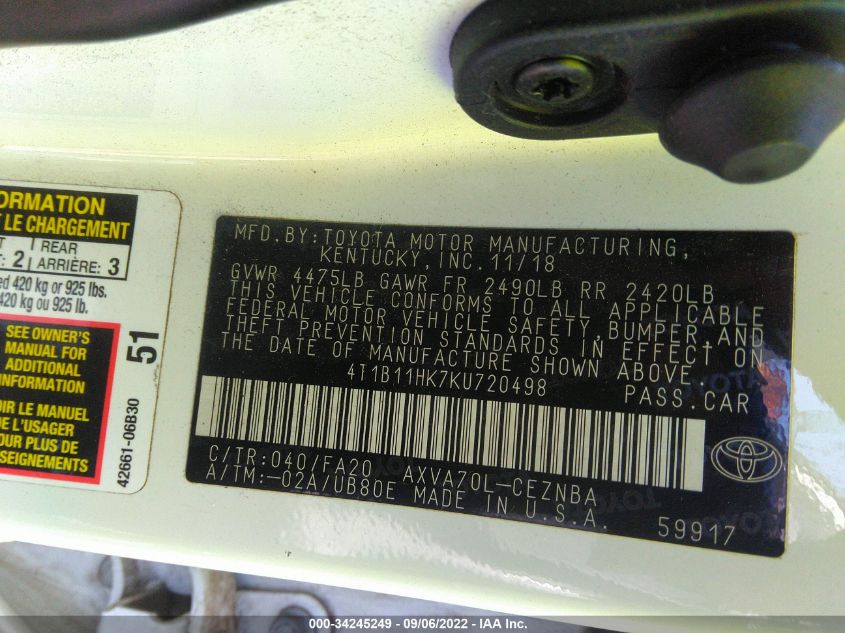 ORMATION
T LE CHARGEMENT
T 2 REAR
ARRIÈRE: 3
ed 420 kg or 925 lbs.
420 kg ou 925 lb.
SEE OWNER'S
MANUAL FOR
ADDITIONAL
INFORMATION
OIR LE MANUEL
DE L'USAGER
POUR PLUS DE
SEIGNEMENTS
42661-06B30
51
MFD.BY:TOYOTA MOTOR MANUFACTURING,
KENTUCKY,INC. 11/18
GVWR 4475LB GAWR FR 2490LB RR 2420LB
THIS VEHICLE CONFORMS TO ALL APPLICABLE
FEDERAL MOTOR VEHICLE SAFETY,BUMPER,AND
THEFT PREVENTION STANDARDS IN EFFECT ON
THE DATE OF MANUFACTURE SHOWN ABOVE.
4T1B11HK7KU720498 PASS.CAR
C/TR:040/FA20 AXVA70L-CEZNBA
A/TM:-02A/UB80E MADE IN U.S.A.
59917
000-34245249 - 09/06/2022 - IAA Inc.